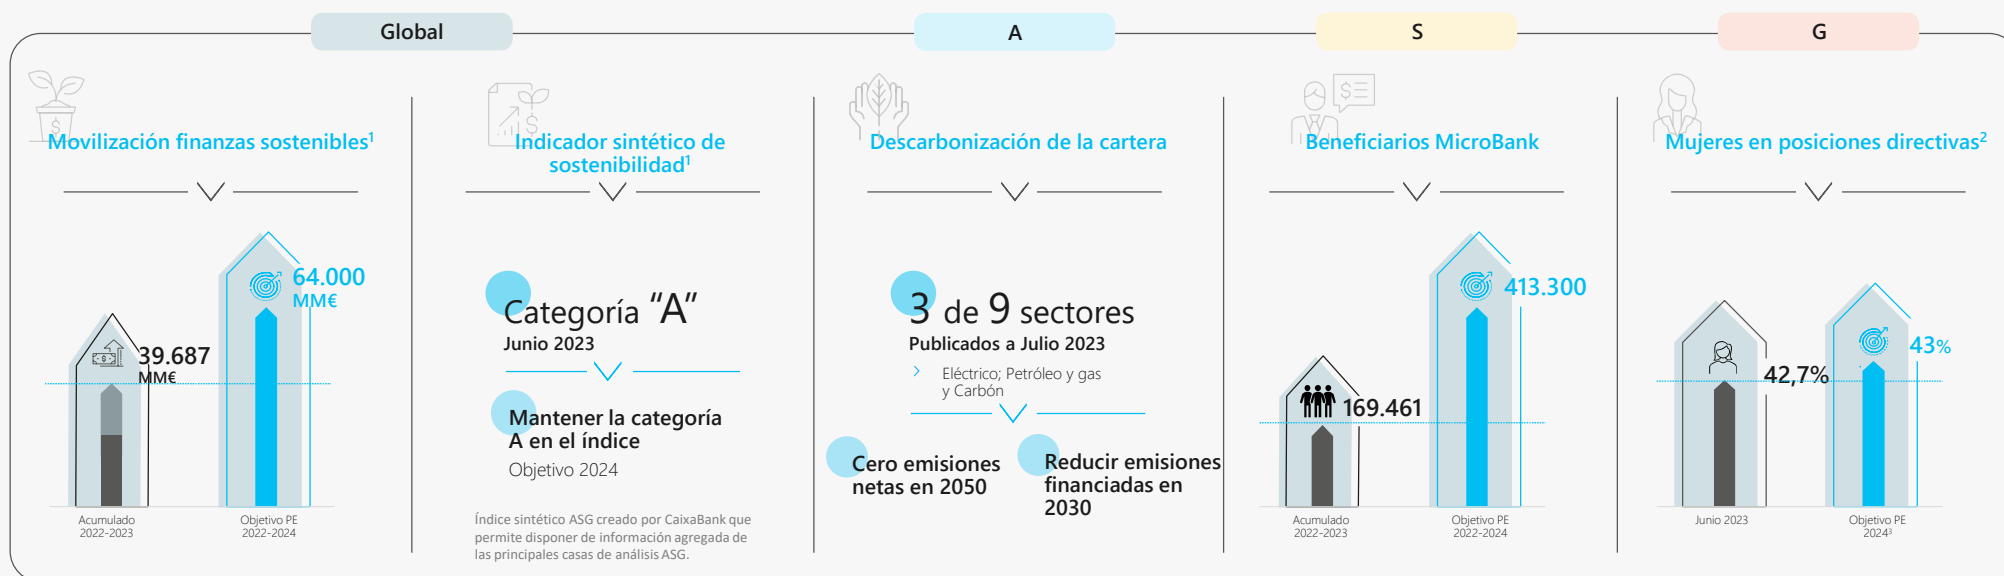 Global
A
S
G
Movilización finanzas sostenibles¹
39.687
MM€
64.000
MM€
Acumulado
2022-2023
Objetivo PE
2022-2024
Indicador sintético de
sostenibilidad¹
Categoría “A”
Junio 2023
Mantener la categoría
A en el índice
Objetivo 2024
Índice sintético ASG creado por CaixaBank que
permite disponer de información agregada de
las principales casas de análisis ASG.
Descarbonización de la cartera
3 de 9 sectores
Publicados a Julio 2023
Eléctrico; Petróleo y gas
y Carbón
Cero emisiones
netas en 2050
Reducir emisiones
financiadas en
2030
Beneficiarios MicroBank
169.461
413.300
Acumulado
2022-2023
Objetivo PE
2022-2024
Mujeres en posiciones directivas²
42,7%
43%
Junio 2023
Objetivo PE
2024³